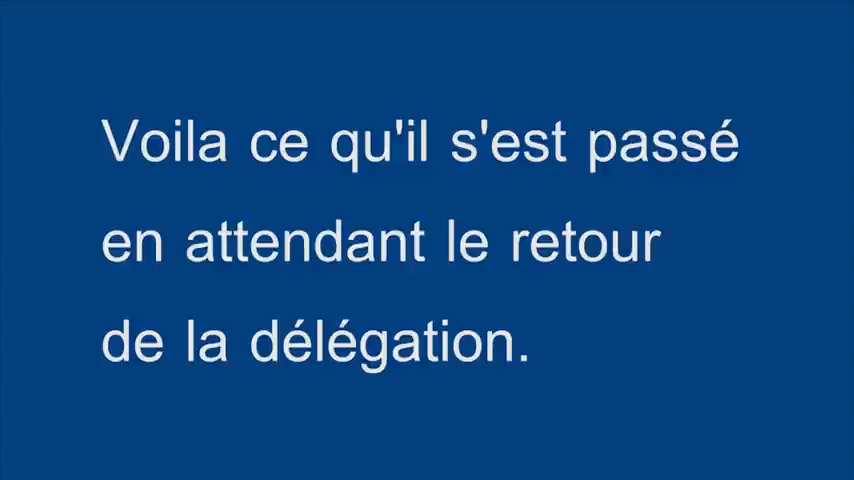 Voila ce qu'il s'est passé
en attendant le retour
de la délégation.